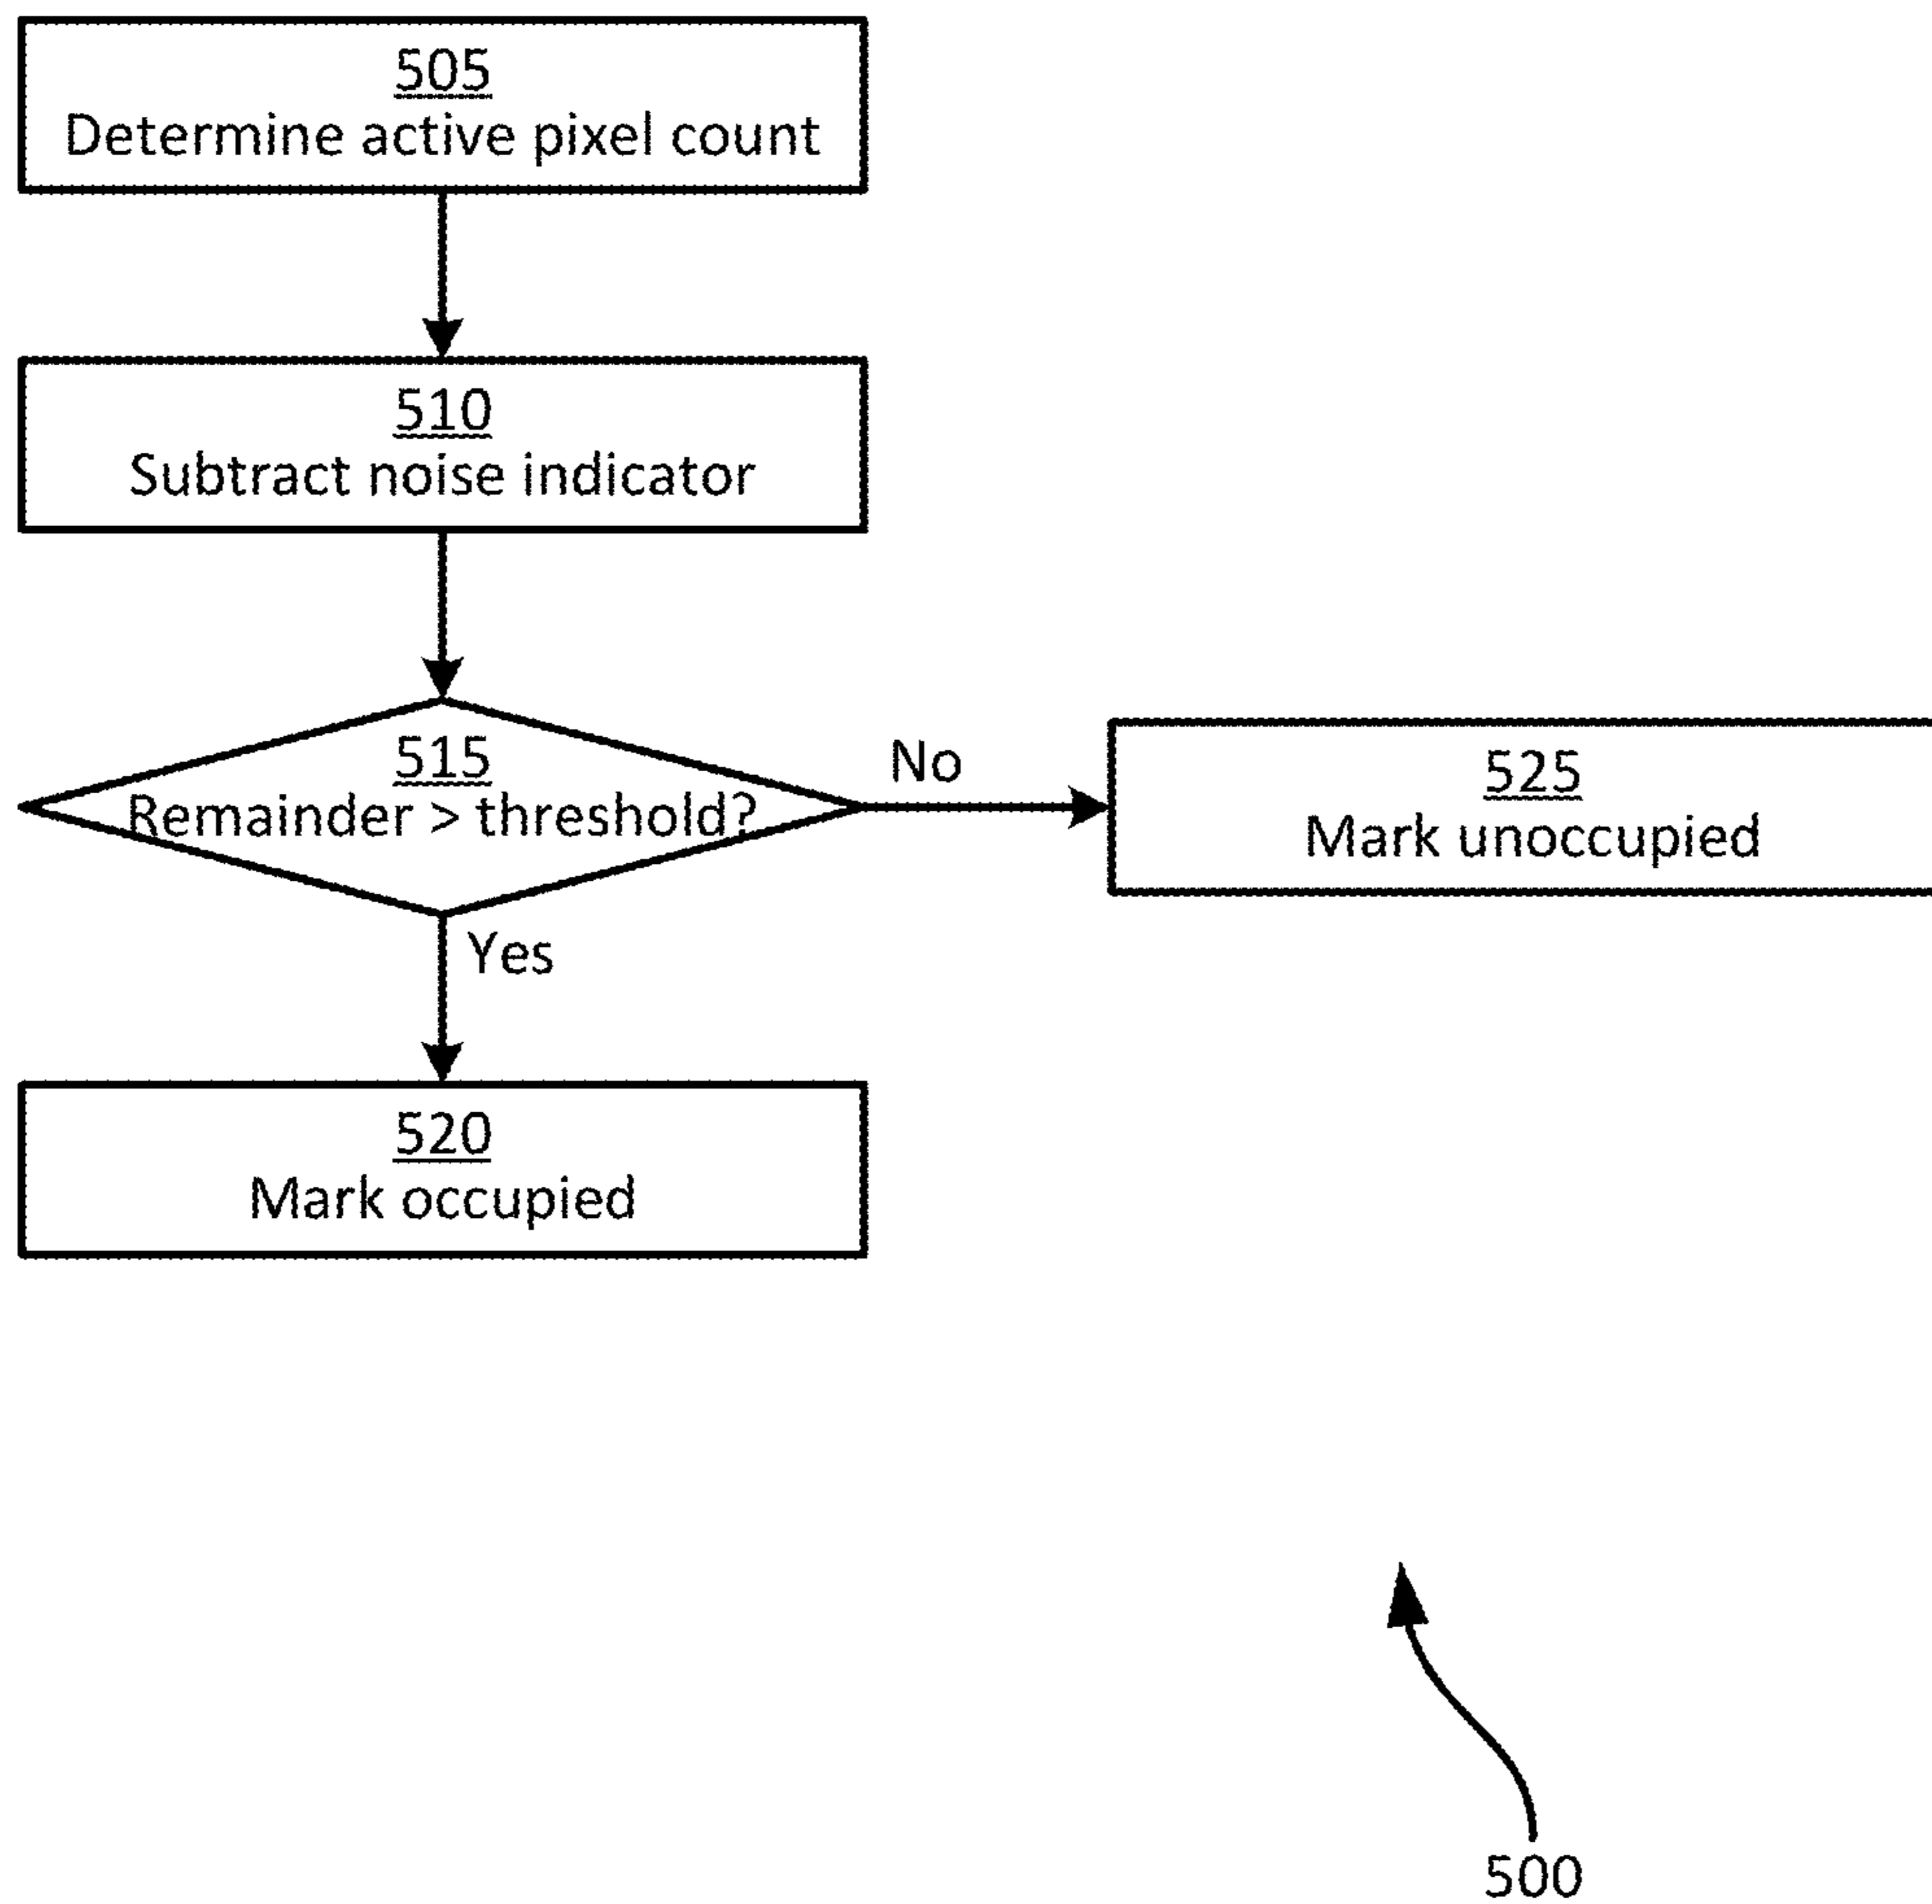 505
Determine active pixel count
510
Subtract noise indicator
515
Remainder > threshold?
No
525
Mark unoccupied
Yes
520
Mark occupied
500